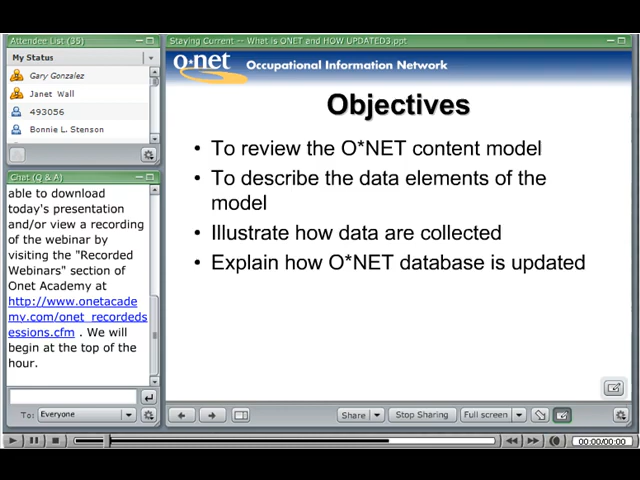 Attendee List (35)
My Status
Gary Gonzalez
Janet Wall
493056
Bonnie L. Stenson
Chat (Q & A)
able to download
today's presentation
and/or view a recording
of the webinar by
visiting the "Recorded
Webinars" section of
Onet Academy at
http://www.onetacade
my.com/onet_recordeds
essions.cfm . We will
begin at the top of the
hour.
To: Everyone
Staying Current -- What is ONET and HOW UPDATED3.ppt
o*net Occupational Information Network
Objectives
• To review the O*NET content model
• To describe the data elements of the
model
• Illustrate how data are collected
• Explain how O*NET database is updated
Share
Stop Sharing
Full screen
00:00/00:00